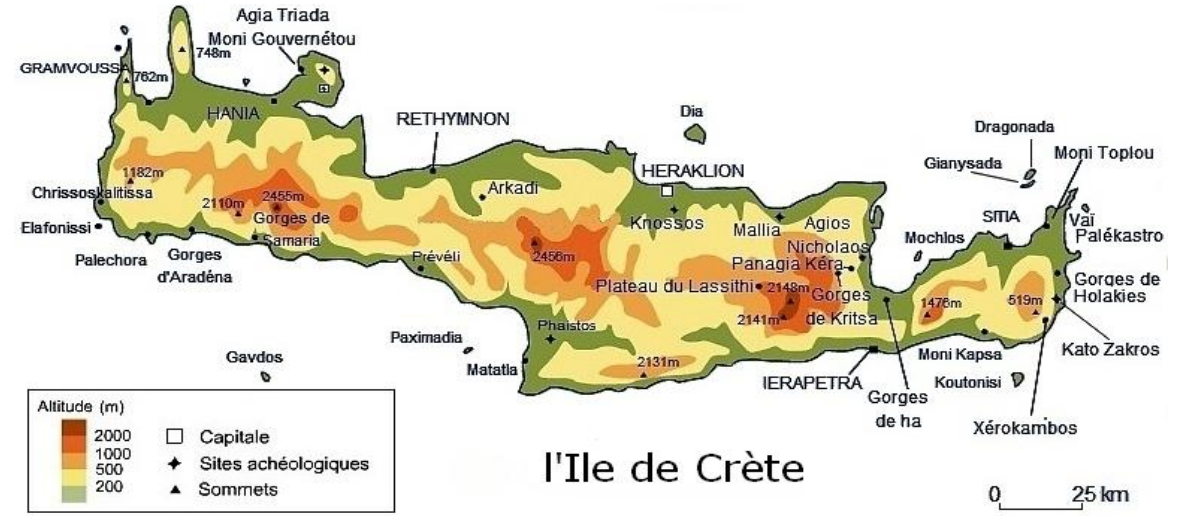 Agia Triada
Moni Gouvernétou
748m
GRAMVOUSSA
762m
HANIA
RETHYMNON
Dia
Dragonada
Gianysada
Moni Toplou
1182m
Chrissoskalitissa
2110m
2455m
Gorges de
Samaria
Arkadi
HERAKLION
Knossos
Mallia
Agios
Nicholaos
SITIA
Vaï
Palékastro
Mochlos
Elafonissi
Palechora
Gorges
d'Aradéna
Prévéli
2456m
Panagia Kéra
Plateau du Lassithi
2148m
2141m
Gorges
de Kritsa
1476m
519m
Gorges de
Holakies
Kato Zakros
Phaistos
Paximadia
Matatla
2131m
Gavdos
IERAPETRA
Gorges
de ha
Moni Kapsa
Koutonisi
Xérokambos
Altitude (m)
2000
1000
500
200
Capitale
Sites achéologiques
Sommets
l'Ile de Crète
0 25 km